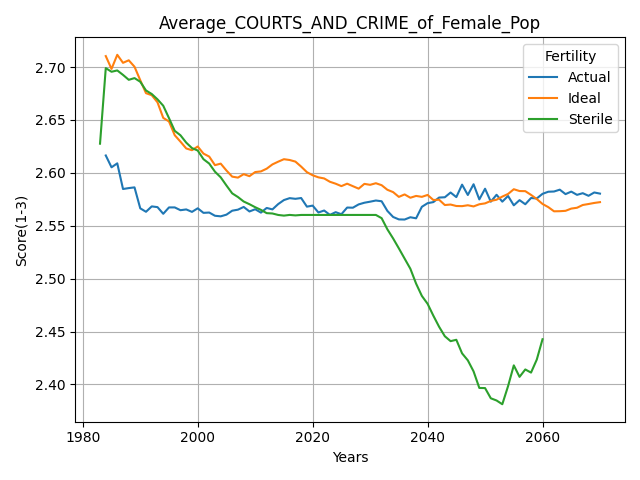 Average_COURTS_AND_CRIME_of_Female_Pop
Fertility
Actual
Ideal
Sterile
Score(1-3)
2.70
2.65
2.60
2.55
2.50
2.45
2.40
1980
2000
2020
2040
2060
Years